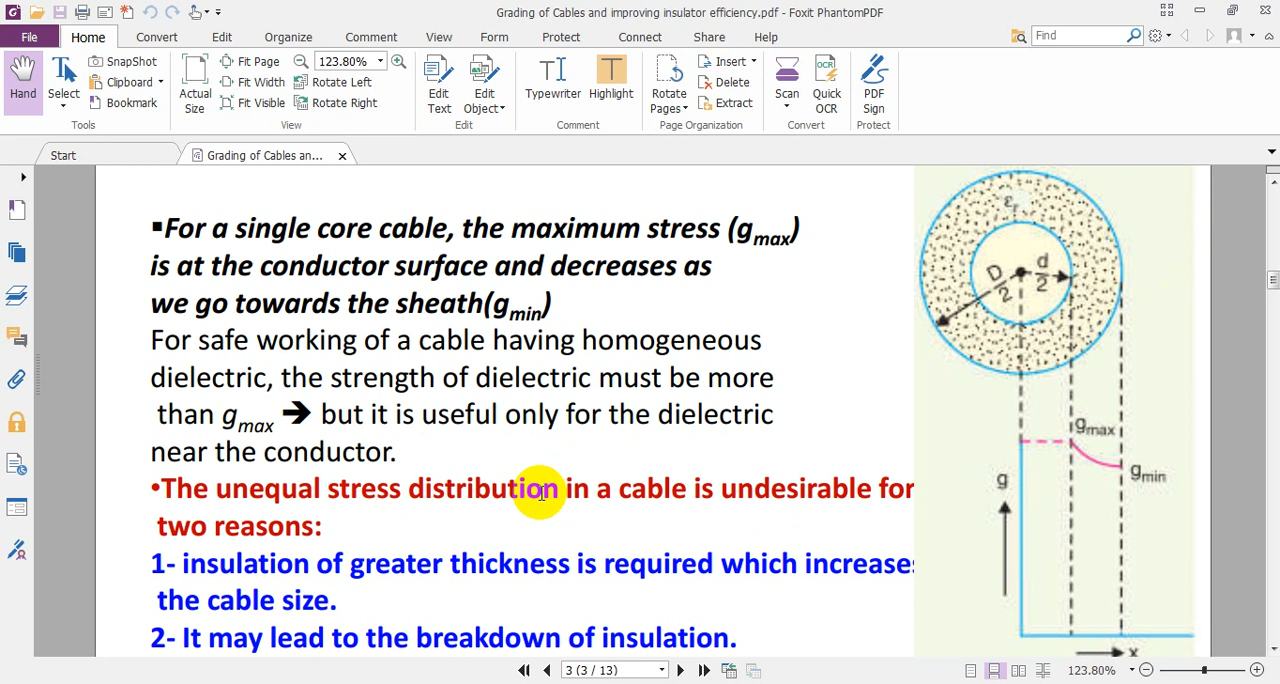 Grading of Cables and improving insulator efficiency.pdf - Foxit PhantomPDF
File Home Convert Edit Organize Comment View Form Protect Connect Share Help Find
Hand Select SnapShot Clipboard Bookmark Tools
Actual Size Fit Page Fit Width Fit Visible 123.80% Rotate Left Rotate Right View
Edit Text Edit Object Edit
Typewriter Highlight Comment
Rotate Pages Insert Delete Extract Page Organization
Scan Quick OCR Convert
PDF Sign Protect
Start Grading of Cables an...
▪For a single core cable, the maximum stress (gmax)
is at the conductor surface and decreases as
we go towards the sheath(gmin)
For safe working of a cable having homogeneous
dielectric, the strength of dielectric must be more
than gmax ➔ but it is useful only for the dielectric
near the conductor.
•The unequal stress distribution in a cable is undesirable for
two reasons:
1- insulation of greater thickness is required which increases
the cable size.
2- It may lead to the breakdown of insulation.
εr
D/2
d/2
gmax
gmin
g
x
3 (3 / 13)
123.80%